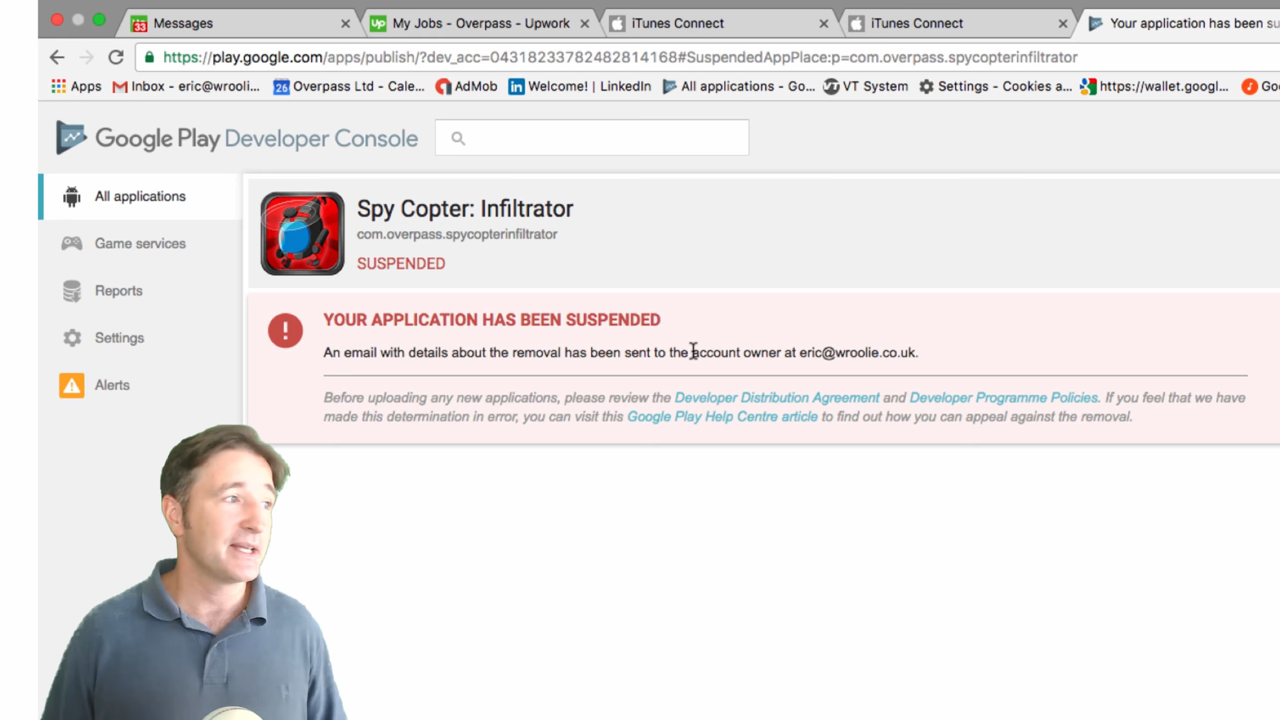 33 Messages
Up My Jobs - Overpass - Upwork
iTunes Connect
iTunes Connect
Your application has been su
https://play.google.com/apps/publish/?dev_acc=04318233782482814168#SuspendedAppPlace:p=com.overpass.spycopterinfiltrator
Apps
Inbox - eric@wrooli...
26 Overpass Ltd - Cale...
AdMob
in Welcome! | LinkedIn
All applications - Go...
VT System
Settings - Cookies a...
https://wallet.googl...
Goo
Google Play Developer Console
All applications
Game services
Reports
Settings
Alerts
Spy Copter: Infiltrator
com.overpass.spycopterinfiltrator
SUSPENDED
YOUR APPLICATION HAS BEEN SUSPENDED
An email with details about the removal has been sent to the account owner at eric@wroolie.co.uk.
Before uploading any new applications, please review the Developer Distribution Agreement and Developer Programme Policies. If you feel that we have
made this determination in error, you can visit this Google Play Help Centre article to find out how you can appeal against the removal.